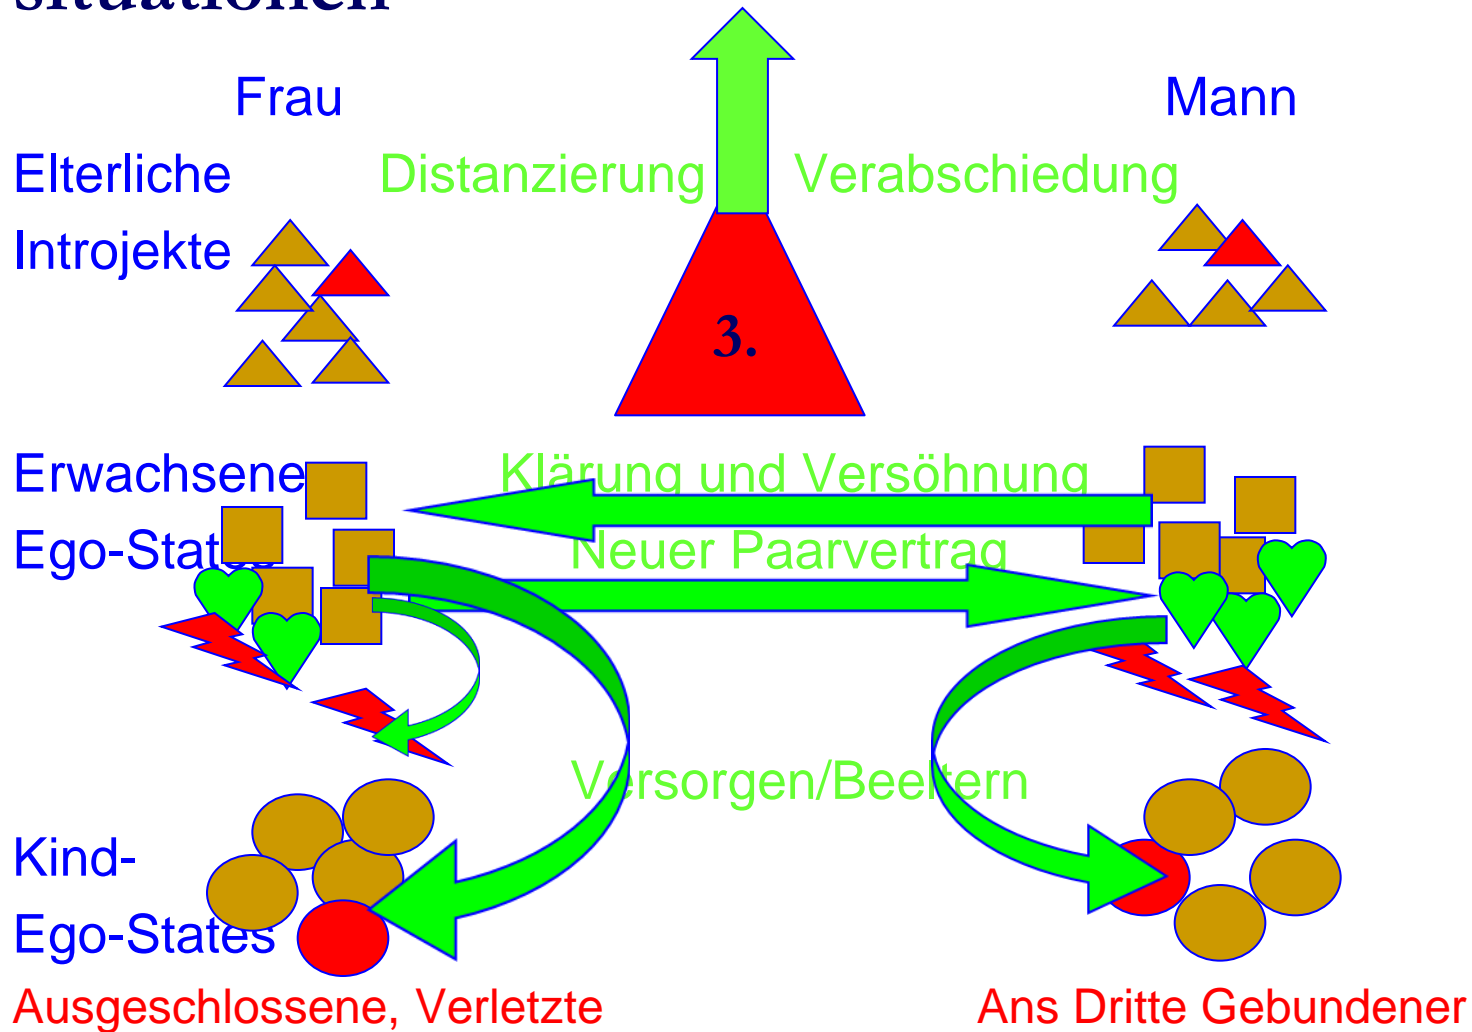 situationen
Frau Mann
Elterliche Distanzierung Verabschiedung
Introjekte
3.
Erwachsene Klärung und Versöhnung
Ego-States Neuer Paarvertrag
Versorgen/Beeltern
Kind-
Ego-States
Ausgeschlossene, Verletzte Ans Dritte Gebundener